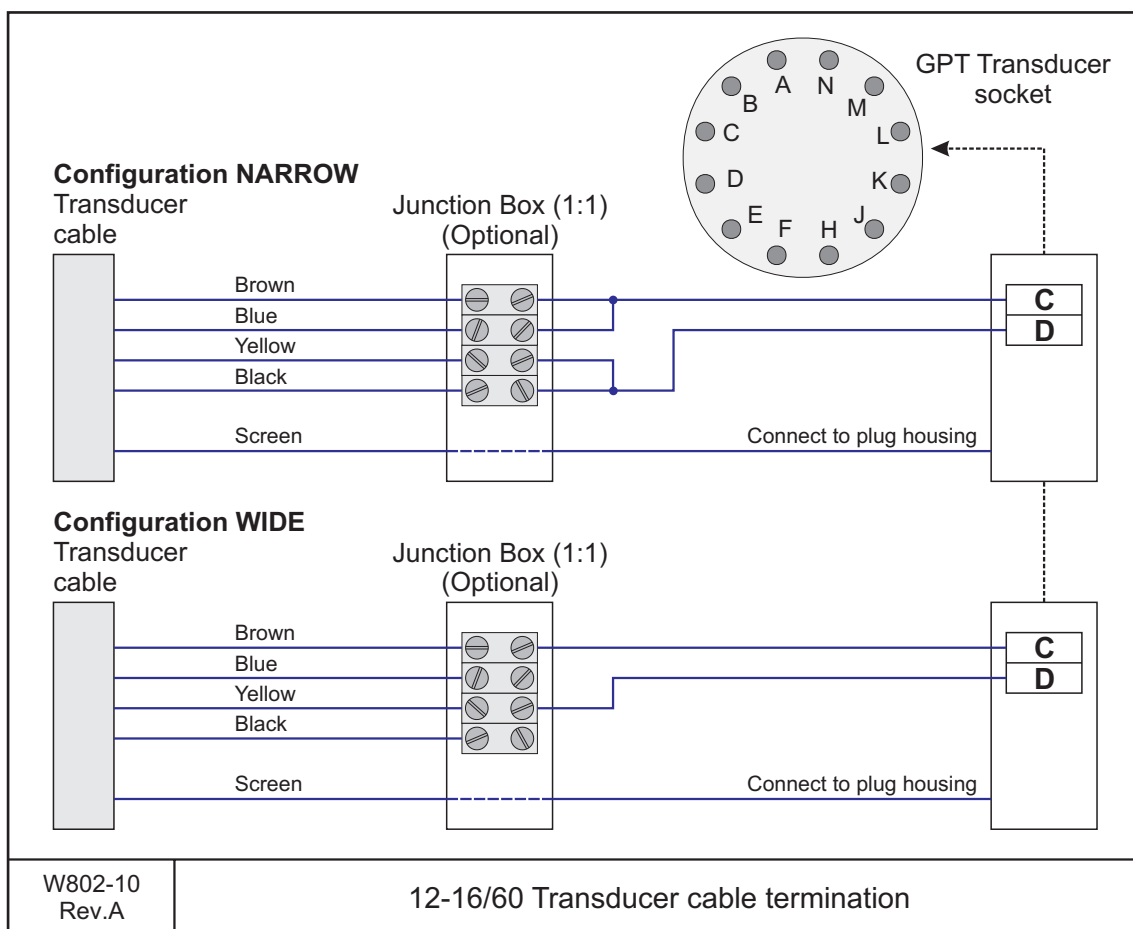 GPT Transducer
socket
A
N
B
M
C
L
D
K
E
J
F
H
Configuration NARROW
Transducer
cable
Junction Box (1:1)
(Optional)
Brown
Blue
Yellow
Black
Screen
Connect to plug housing
C
D
Configuration WIDE
Transducer
cable
Junction Box (1:1)
(Optional)
Brown
Blue
Yellow
Black
Screen
Connect to plug housing
C
D
W802-10
Rev.A
12-16/60 Transducer cable termination